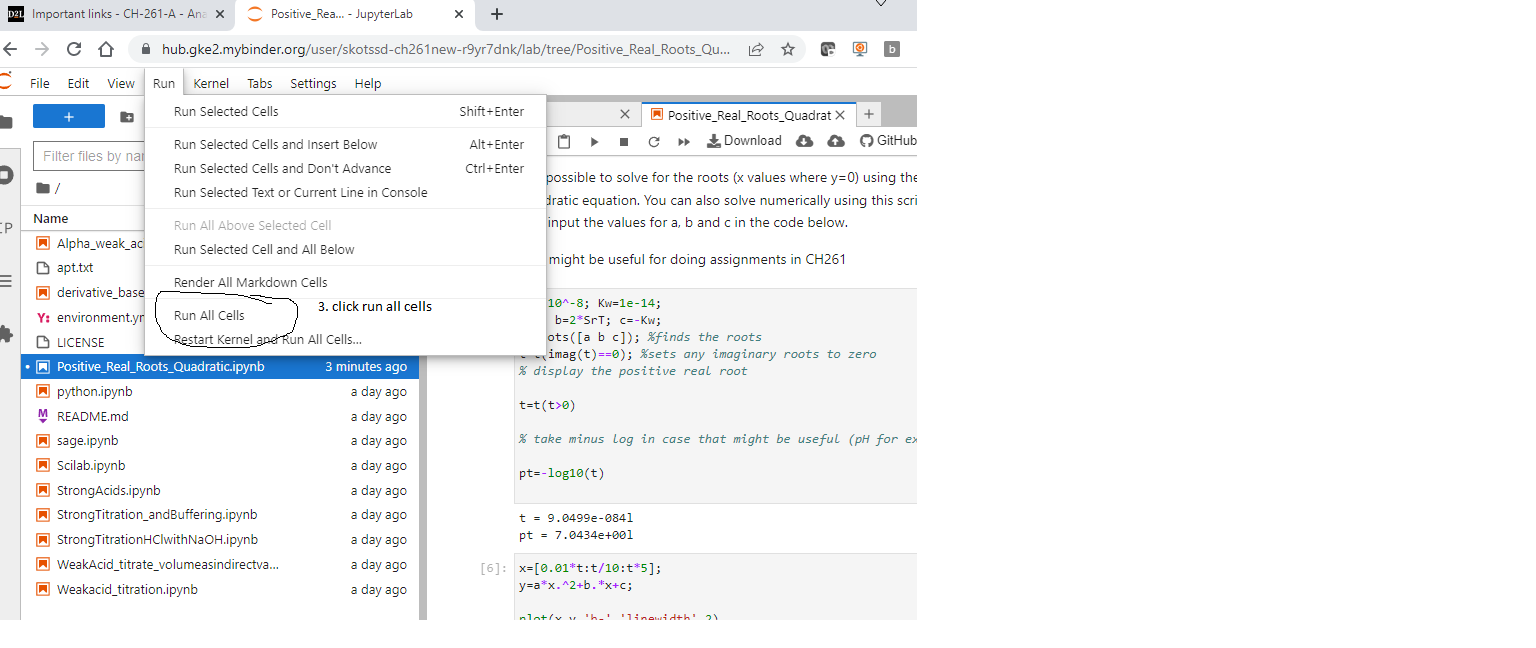 D2L Important links - CH-261-A - Ana
Positive_Rea... - JupyterLab
hub.gke2.mybinder.org/user/skotssd-ch261new-r9yr7dnk/lab/tree/Positive_Real_Roots_Qu...
b
File Edit View Run Kernel Tabs Settings Help
Run Selected Cells Shift+Enter
Run Selected Cells and Insert Below Alt+Enter
Run Selected Cells and Don't Advance Ctrl+Enter
Run Selected Text or Current Line in Console
Run All Above Selected Cell
Run Selected Cell and All Below
Render All Markdown Cells
Run All Cells
3. click run all cells
Restart Kernel and Run All Cells...
Filter files by nar
/
Name
Alpha_weak_ac
apt.txt
derivative_base
environment.yn
LICENSE
Positive_Real_Roots_Quadratic.ipynb 3 minutes ago
python.ipynb a day ago
README.md a day ago
sage.ipynb a day ago
Scilab.ipynb a day ago
StrongAcids.ipynb a day ago
StrongTitration_andBuffering.ipynb a day ago
StrongTitrationHClwithNaOH.ipynb a day ago
WeakAcid_titrate_volumeasindirectva... a day ago
Weakacid_titration.ipynb a day ago
Positive_Real_Roots_Quadrat
Download GitHub
possible to solve for the roots (x values where y=0) using the
dratic equation. You can also solve numerically using this scri
input the values for a, b and c in the code below.
might be useful for doing assignments in CH261
10^-8; Kw=1e-14;
b=2*SrT; c=-Kw;
ots([a b c]); %finds the roots
(imag(t)==0); %sets any imaginary roots to zero
% display the positive real root
t=t(t>0)
% take minus log in case that might be useful (pH for ex
pt=-log10(t)
t = 9.0499e-08
pt = 7.0434e+00
[6]:
x=[0.01*t:t/10:t*5];
y=a*x.^2+b.*x+c;
plot(x,y,'b-','linewidth',2)